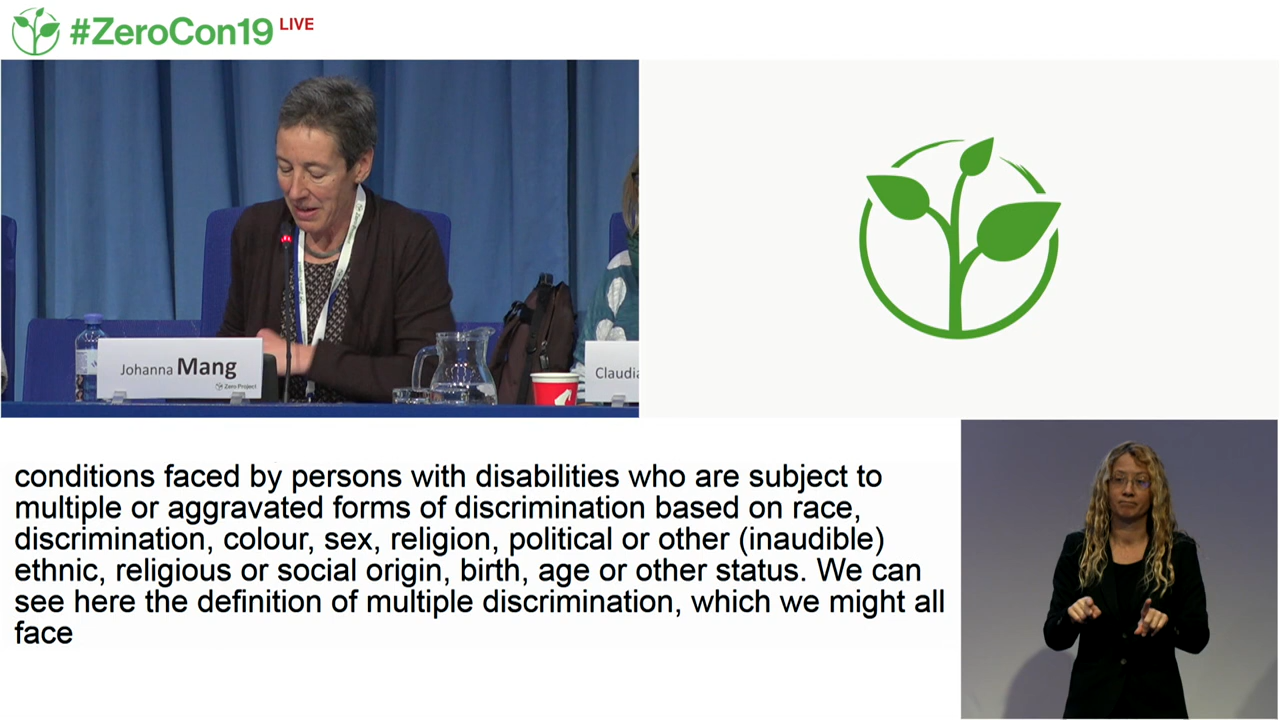 #ZeroCon19 LIVE
Johanna Mang
Zero Project
Claudia
conditions faced by persons with disabilities who are subject to
multiple or aggravated forms of discrimination based on race,
discrimination, colour, sex, religion, political or other (inaudible)
ethnic, religious or social origin, birth, age or other status. We can
see here the definition of multiple discrimination, which we might all
face